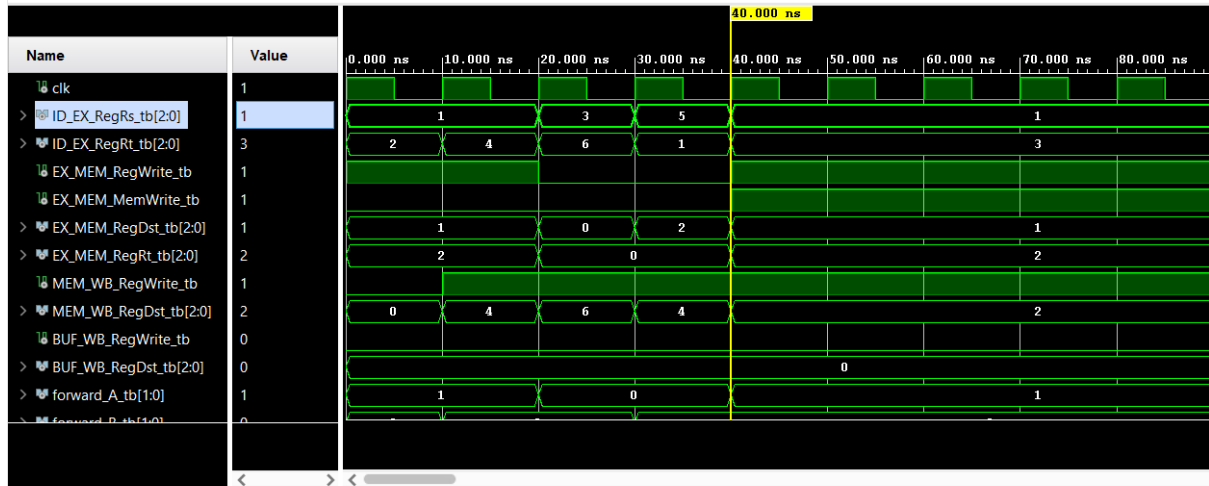 40.000 ns
Name Value
0.000 ns 10.000 ns 20.000 ns 30.000 ns 40.000 ns 50.000 ns 60.000 ns 70.000 ns 80.000 ns
clk 1
> ID_EX_RegRs_tb[2:0] 1 1 3 5 1
> ID_EX_RegRt_tb[2:0] 3 2 4 6 1 3
EX_MEM_RegWrite_tb 1
EX_MEM_MemWrite_tb 1
> EX_MEM_RegDst_tb[2:0] 1 1 0 2 1
> EX_MEM_RegRt_tb[2:0] 2 2 0 2
MEM_WB_RegWrite_tb 1
> MEM_WB_RegDst_tb[2:0] 2 0 4 6 4 2
BUF_WB_RegWrite_tb 0
> BUF_WB_RegDst_tb[2:0] 0 0
> forward_A_tb[1:0] 1 1 0 1